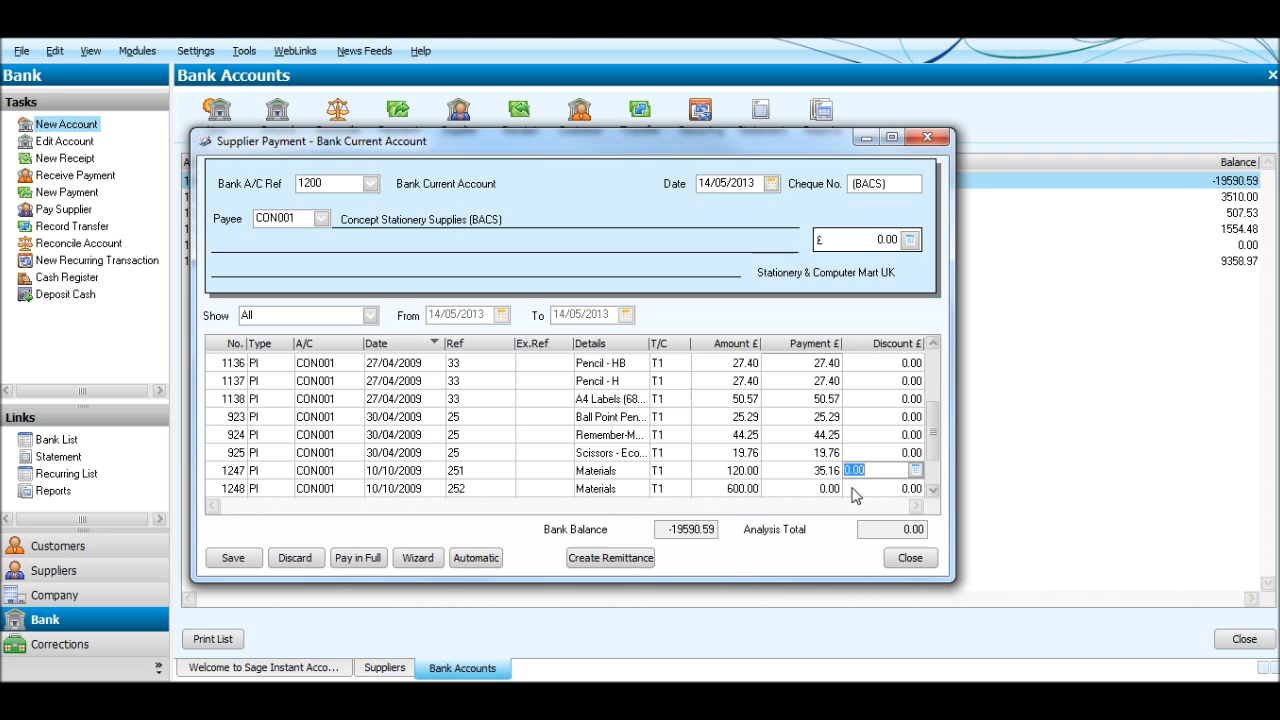 File Edit View Modules Settings Tools WebLinks News Feeds Help
Bank
Bank Accounts
Tasks
New Account
Edit Account
New Receipt
Receive Payment
New Payment
Pay Supplier
Record Transfer
Reconcile Account
New Recurring Transaction
Cash Register
Deposit Cash
Links
Bank List
Statement
Recurring List
Reports
Customers
Suppliers
Company
Bank
Corrections
Balance
-19590.59
3510.00
507.53
1554.48
0.00
9358.97
Supplier Payment - Bank Current Account
Bank A/C Ref 1200 Bank Current Account Date 14/05/2013 Cheque No. (BACS)
Payee CON001 Concept Stationery Supplies (BACS)
£ 0.00
Stationery & Computer Mart UK
Show All From 14/05/2013 To 14/05/2013
No. Type A/C Date Ref Ex.Ref Details T/C Amount £ Payment £ Discount £
1136 PI CON001 27/04/2009 33 Pencil - HB T1 27.40 27.40 0.00
1137 PI CON001 27/04/2009 33 Pencil - H T1 27.40 27.40 0.00
1138 PI CON001 27/04/2009 33 A4 Labels (68... T1 50.57 50.57 0.00
923 PI CON001 30/04/2009 25 Ball Point Pen... T1 25.29 25.29 0.00
924 PI CON001 30/04/2009 25 Remember-M... T1 44.25 44.25 0.00
925 PI CON001 30/04/2009 25 Scissors - Eco... T1 19.76 19.76 0.00
1247 PI CON001 10/10/2009 251 Materials T1 120.00 35.16 0.00
1248 PI CON001 10/10/2009 252 Materials T1 600.00 0.00 0.00
Bank Balance -19590.59 Analysis Total 0.00
Save Discard Pay in Full Wizard Automatic Create Remittance Close
Print List Close
Welcome to Sage Instant Acco... Suppliers Bank Accounts